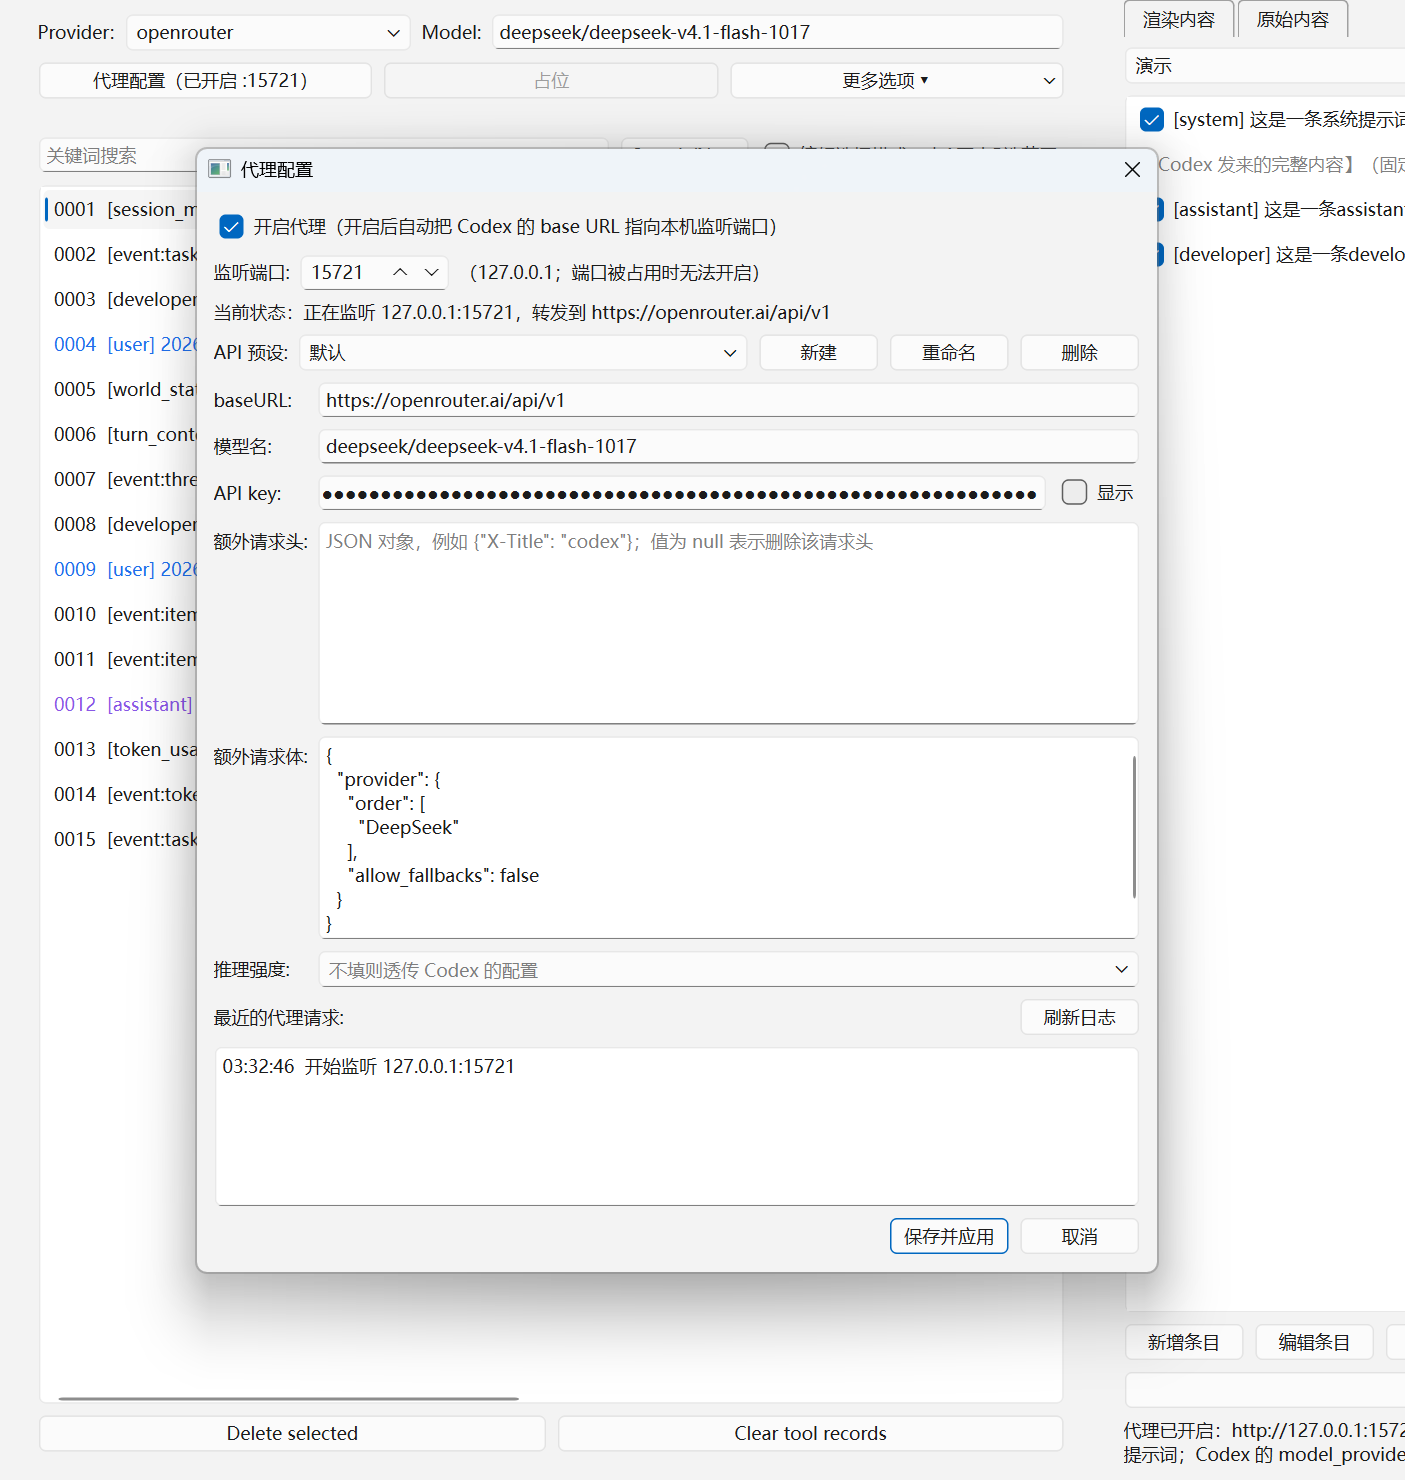 Provider: openrouter Model: deepseek/deepseek-v4.1-flash-1017
代理配置（已开启 :15721） 占位 更多选项 ▾
关键词搜索
0001 [session_m
0002 [event:task
0003 [developer
0004 [user] 2026
0005 [world_stat
0006 [turn_conte
0007 [event:thre
0008 [developer
0009 [user] 2026
0010 [event:item
0011 [event:item
0012 [assistant]
0013 [token_usa
0014 [event:toke
0015 [event:task
Delete selected Clear tool records
代理配置
开启代理（开启后自动把 Codex 的 base URL 指向本机监听端口）
监听端口: 15721 （127.0.0.1；端口被占用时无法开启）
当前状态：正在监听 127.0.0.1:15721，转发到 https://openrouter.ai/api/v1
API 预设: 默认 新建 重命名 删除
baseURL: https://openrouter.ai/api/v1
模型名: deepseek/deepseek-v4.1-flash-1017
API key: 显示
额外请求头: JSON 对象，例如 {"X-Title": "codex"}；值为 null 表示删除该请求头
额外请求体: {
"provider": {
"order": [
"DeepSeek"
],
"allow_fallbacks": false
}
}
推理强度: 不填则透传 Codex 的配置
最近的代理请求: 刷新日志
03:32:46 开始监听 127.0.0.1:15721
保存并应用 取消
渲染内容 原始内容
演示
[system] 这是一条系统提示词
Codex 发来的完整内容】（固定
[assistant] 这是一条assistant
[developer] 这是一条develo
新增条目 编辑条目
代理已开启：http://127.0.0.1:1572
提示词；Codex 的 model_provide